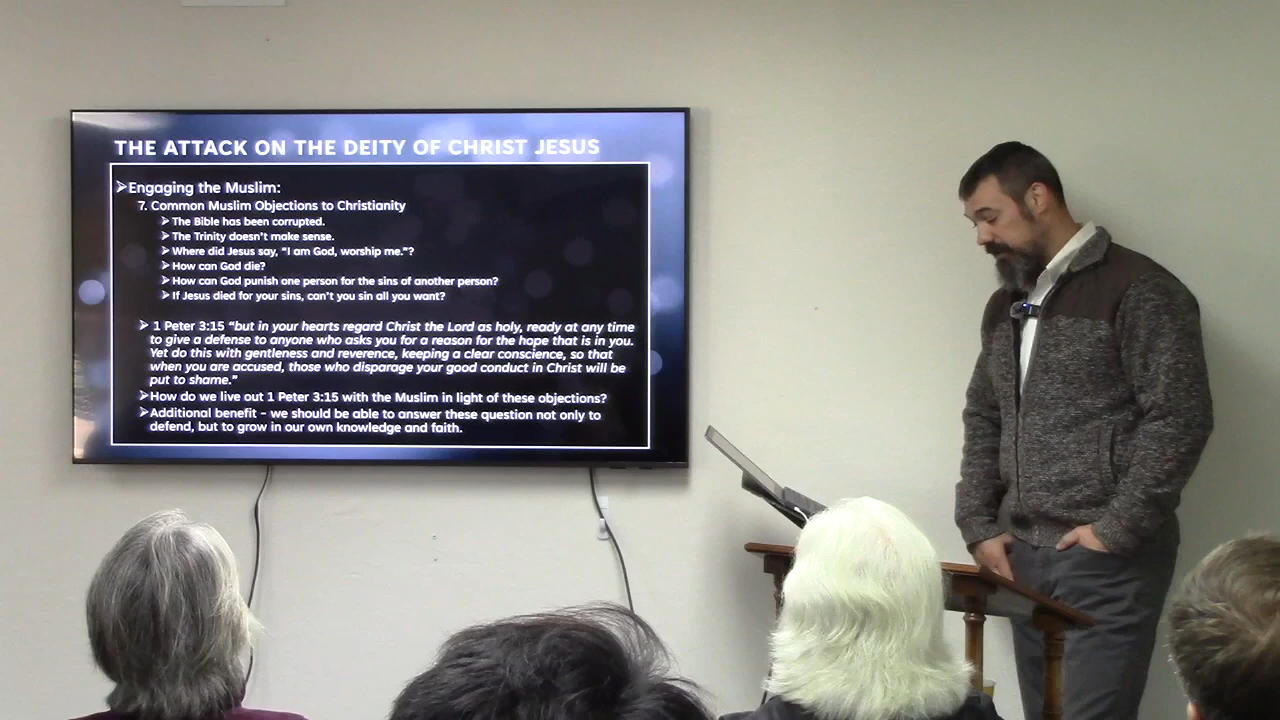 THE ATTACK ON THE DEITY OF CHRIST JESUS
➢Engaging the Muslim:
7. Common Muslim Objections to Christianity
➢ The Bible has been corrupted.
➢ The Trinity doesn't make sense.
➢ Where did Jesus say, "I am God, worship me."?
➢ How can God die?
➢ How can God punish one person for the sins of another person?
➢ If Jesus died for your sins, can't you sin all you want?
➢ 1 Peter 3:15 "but in your hearts regard Christ the Lord as holy, ready at any time
to give a defense to anyone who asks you for a reason for the hope that is in you.
Yet do this with gentleness and reverence, keeping a clear conscience, so that
when you are accused, those who disparage your good conduct in Christ will be
put to shame."
➢How do we live out 1 Peter 3:15 with the Muslim in light of these objections?
➢Additional benefit – we should be able to answer these question not only to
defend, but to grow in our own knowledge and faith.